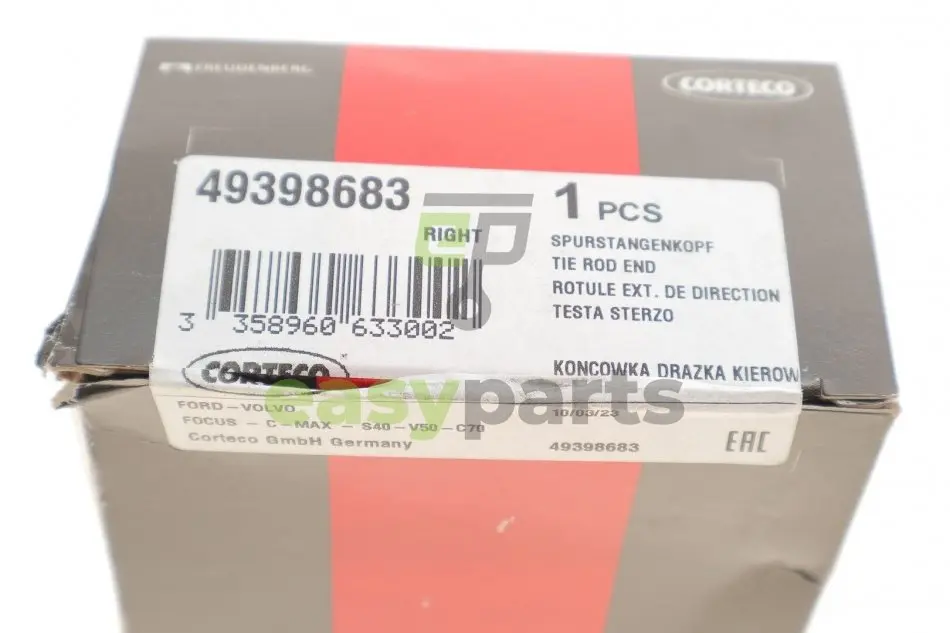 FREUDENBERG
CORTECO
49398683
RIGHT
1 PCS
SPURSTANGENKOPF
TIE ROD END
ROTULE EXT. DE DIRECTION
TESTA STERZO
3 358960 633002
KONCOWKA DRAZKA KIEROW
CORTECO
easyparts
FORD-VOLVO
FOCUS - C-MAX - S40-V50-C70
Corteco GmbH Germany
10/03/23
49398683
EAC